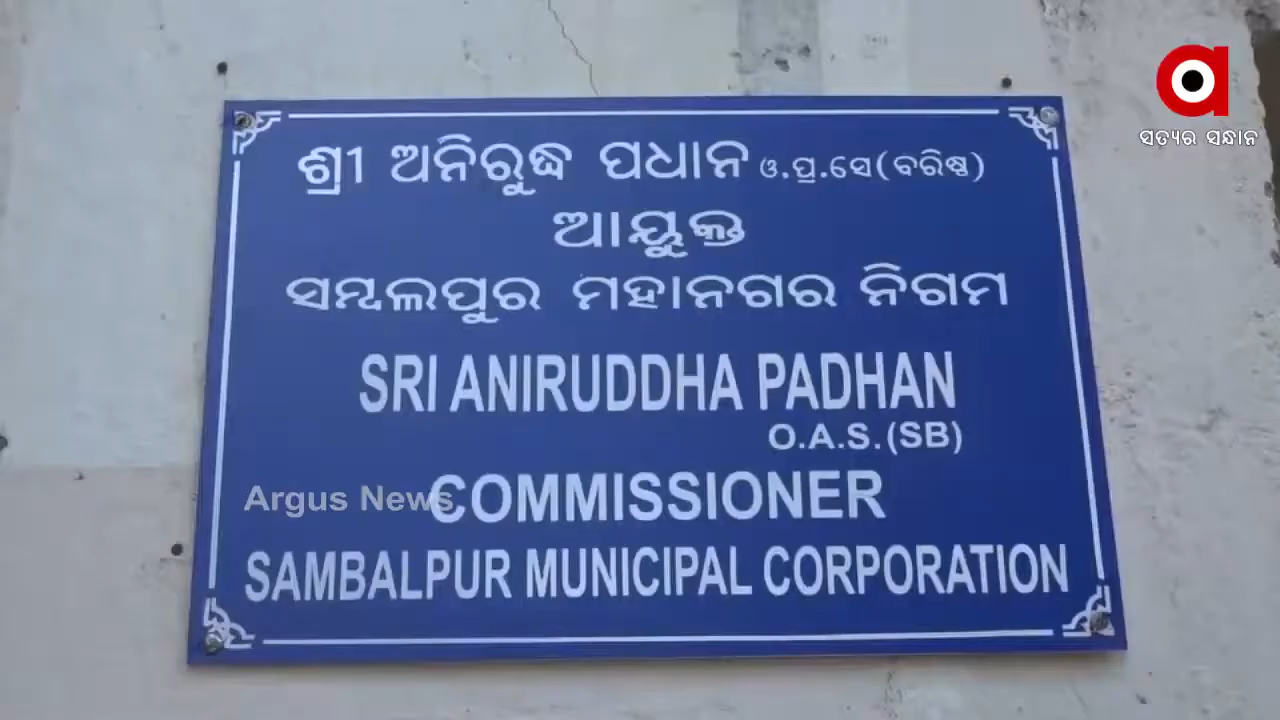 ସତ୍ୟର ସନ୍ଧାନ
ଶ୍ରୀ ଅନିରୁଦ୍ଧ ପଧାନ ଓ.ପ୍ର.ସେ(ବରିଷ୍ଠ)
ଆୟୁକ୍ତ
ସମ୍ବଲପୁର ମହାନଗର ନିଗମ
SRI ANIRUDDHA PADHAN
O.A.S.(SB)
Argus News
COMMISSIONER
SAMBALPUR MUNICIPAL CORPORATION